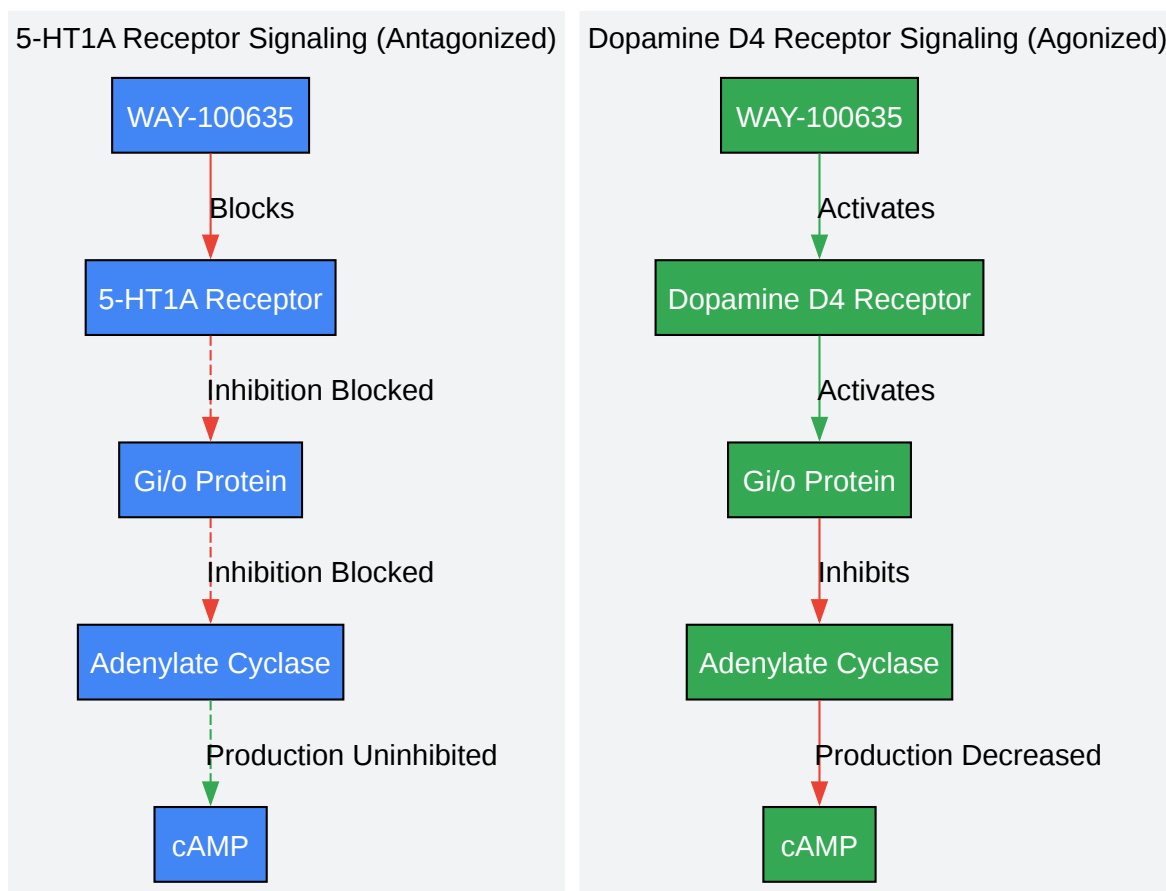 5-HT1A Receptor Signaling (Antagonized)
WAY-100635
Blocks
5-HT1A Receptor
Inhibition Blocked
Gi/o Protein
Inhibition Blocked
Adenylate Cyclase
Production Uninhibited
cAMP
Dopamine D4 Receptor Signaling (Agonized)
WAY-100635
Activates
Dopamine D4 Receptor
Activates
Gi/o Protein
Inhibits
Adenylate Cyclase
Production Decreased
cAMP